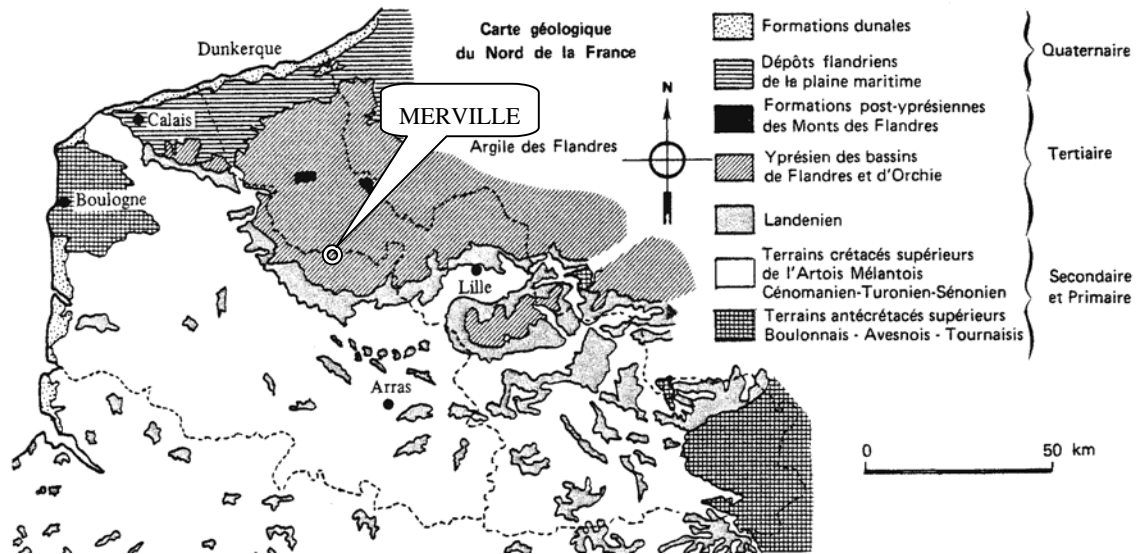 Carte géologique
du Nord de la France
Dunkerque
Calais
MERVILLE
Argile des Flandres
Boulogne
Lille
Arras
N
Formations dunales
Dépôts flandriens
de la plaine maritime
Quaternaire
Formations post-yprésiennes
des Monts des Flandres
Yprésien des bassins
de Flandres et d'Orchie
Landenien
Tertiaire
Terrains crétacés supérieurs
de l'Artois Mélantois
Cénomanien-Turonien-Sénonien
Terrains antécrétacés supérieurs
Boulonnais - Avesnois - Tournaisis
Secondaire
et Primaire
0 50 km